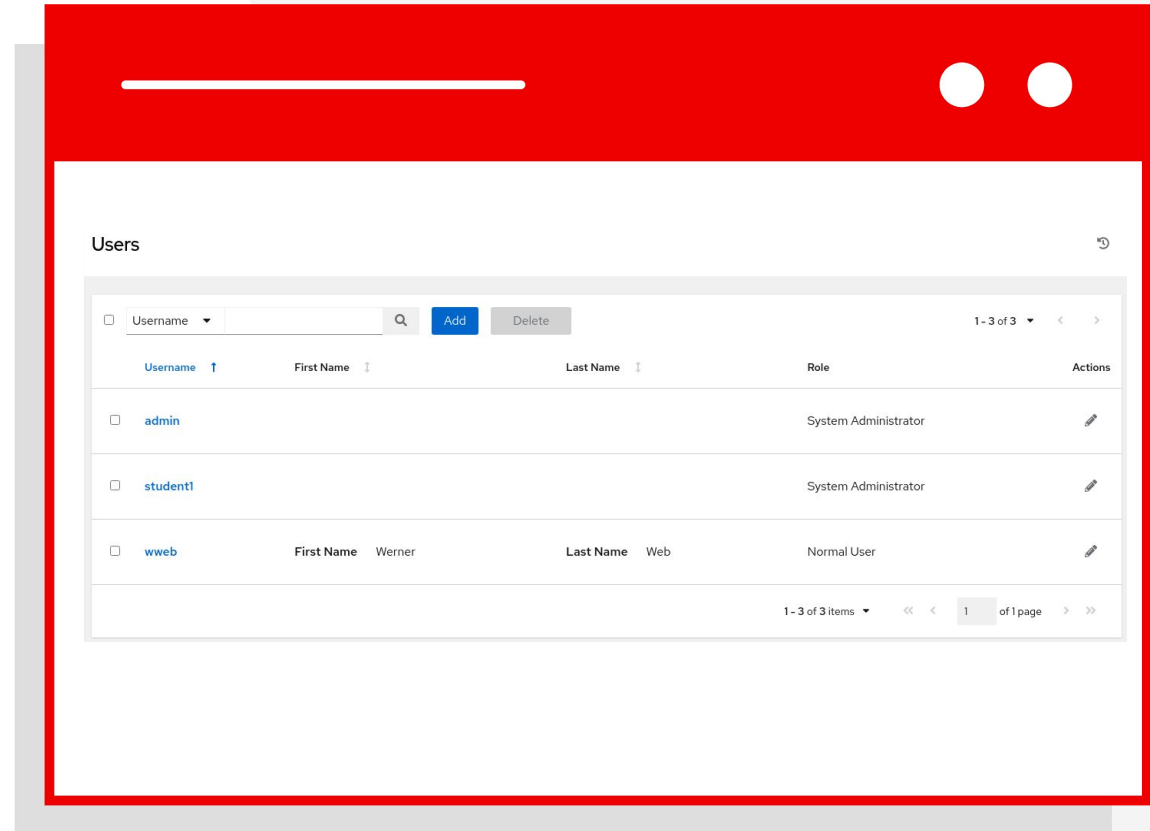 Users
Username Add Delete 1 - 3 of 3
Username First Name Last Name Role Actions
admin System Administrator
student1 System Administrator
wweb First Name Werner Last Name Web Normal User
1 - 3 of 3 items 1 of 1 page